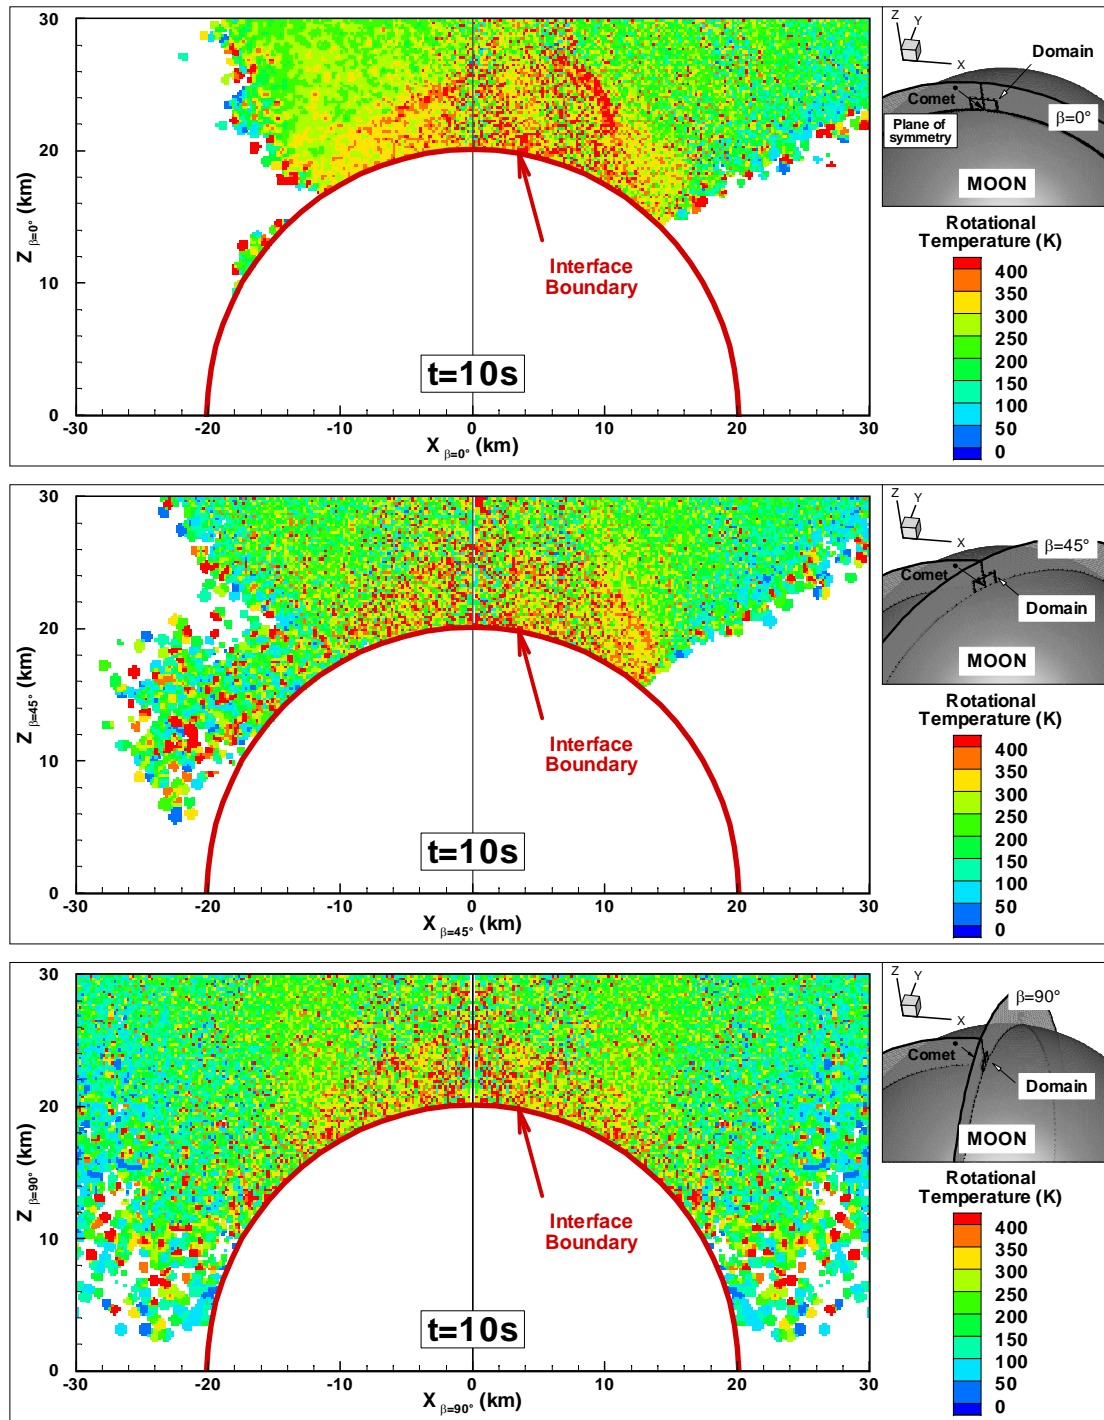 30
20
10
0
-30
-20
-10
0
10
20
30
Z β=0° (km)
X β=0° (km)
Interface
Boundary
t=10s
Z
Y
X
Domain
Comet
β=0°
Plane of
symmetry
MOON
Rotational
Temperature (K)
400
350
300
250
200
150
100
50
0
30
20
10
0
-30
-20
-10
0
10
20
30
Z β=45° (km)
X β=45° (km)
Interface
Boundary
t=10s
Z
Y
X
β=45°
Comet
Domain
MOON
Rotational
Temperature (K)
400
350
300
250
200
150
100
50
0
30
20
10
0
-30
-20
-10
0
10
20
30
Z β=90° (km)
X β=90° (km)
Interface
Boundary
t=10s
Z
Y
X
β=90°
Comet
Domain
MOON
Rotational
Temperature (K)
400
350
300
250
200
150
100
50
0